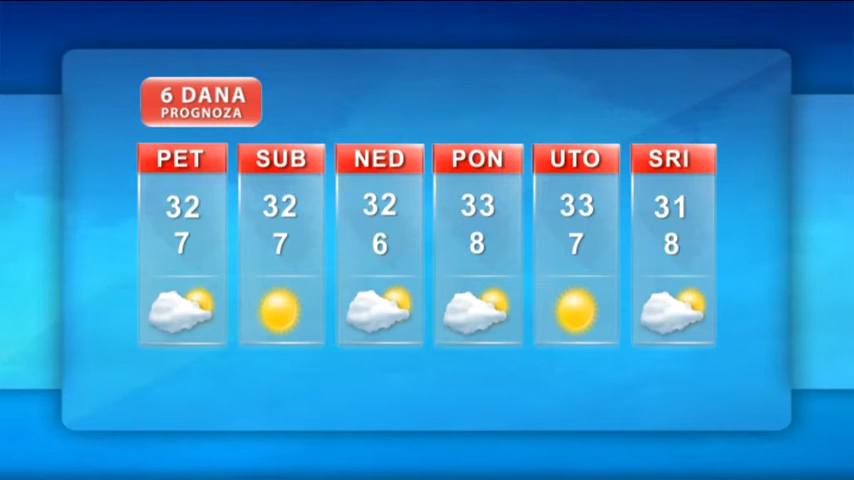 6 DANA
PROGNOZA
PET SUB NED PON UTO SRI
32 32 32 33 33 31
7 7 6 8 7 8